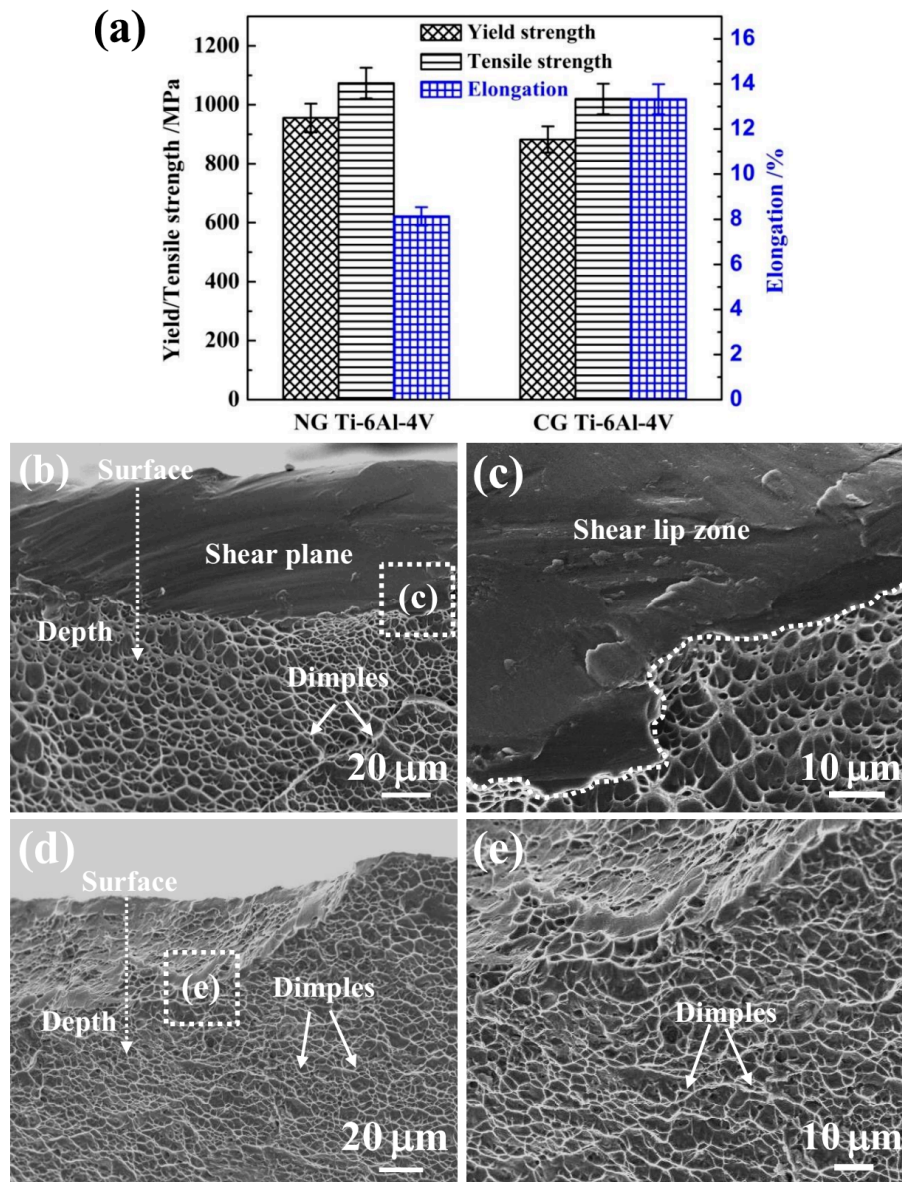 (a)
Yield/Tensile strength /MPa
1200
1000
800
600
400
200
0
Yield strength
Tensile strength
Elongation
16
14
12
10
8
6
4
2
0
Elongation /%
NG Ti-6Al-4V
CG Ti-6Al-4V
(b)
Surface
Shear plane
(c)
Depth
Dimples
20 μm
(c)
Shear lip zone
10 μm
(d)
Surface
(e)
Dimples
Depth
20 μm
(e)
Dimples
10 μm